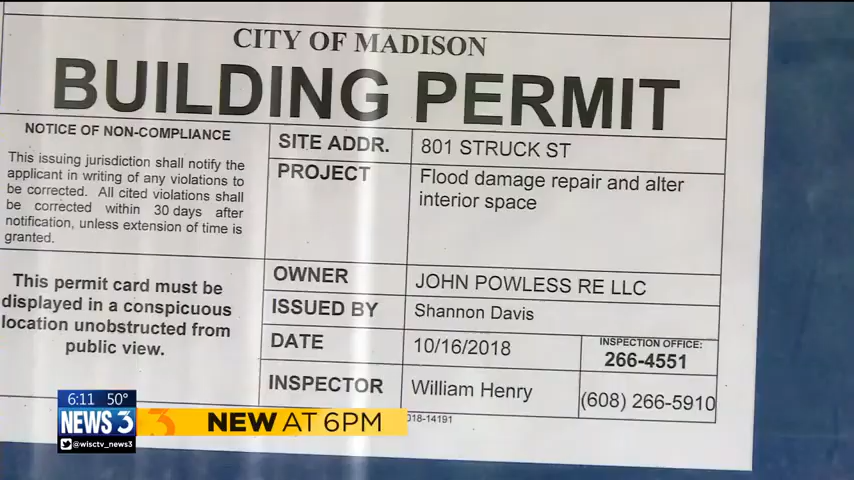 CITY OF MADISON
BUILDING PERMIT
NOTICE OF NON-COMPLIANCE
This issuing jurisdiction shall notify the
applicant in writing of any violations to
be corrected. All cited violations shall
be corrected within 30 days after
notification, unless extension of time is
granted.
This permit card must be
displayed in a conspicuous
location unobstructed from
public view.
SITE ADDR.
801 STRUCK ST
PROJECT
Flood damage repair and alter
interior space
OWNER
JOHN POWLESS RE LLC
ISSUED BY
Shannon Davis
DATE
10/16/2018
INSPECTION OFFICE:
266-4551
INSPECTOR
William Henry
(608) 266-5910
018-14191
6:11 50°
NEWS 3
@wisctv_news3
3
NEW AT 6PM